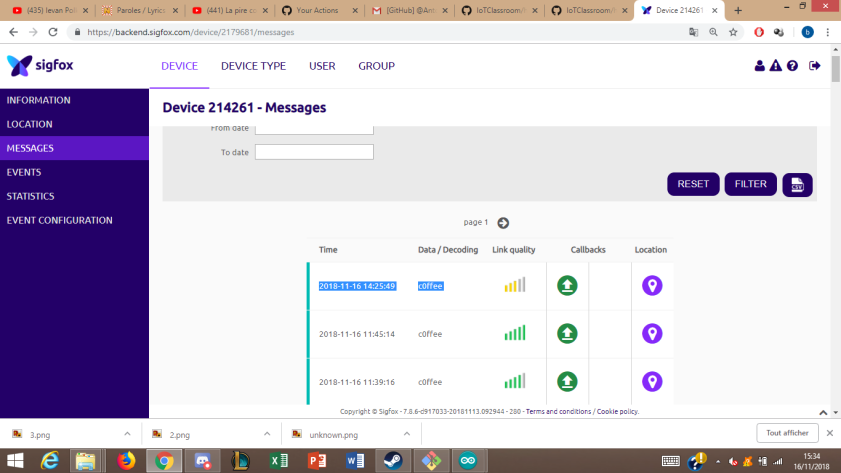 (435) Ievan Pol
Paroles / Lyrics
(441) La pire co
Your Actions
[GitHub] @Ant
IoTClassroom/
IoTClassroom/
Device 214261
https://backend.sigfox.com/device/2179681/messages
sigfox
DEVICE DEVICE TYPE USER GROUP
INFORMATION
LOCATION
MESSAGES
EVENTS
STATISTICS
EVENT CONFIGURATION
Device 214261 - Messages
From date
To date
RESET FILTER CSV
page 1
Time Data / Decoding Link quality Callbacks Location
2018-11-16 14:25:49 c0ffee
2018-11-16 11:45:14 c0ffee
2018-11-16 11:39:16 c0ffee
Copyright © Sigfox - 7.8.6-d917033-20181113.092944 - 280 - Terms and conditions / Cookie policy.
3.png
2.png
unknown.png
Tout afficher
15:34
16/11/2018